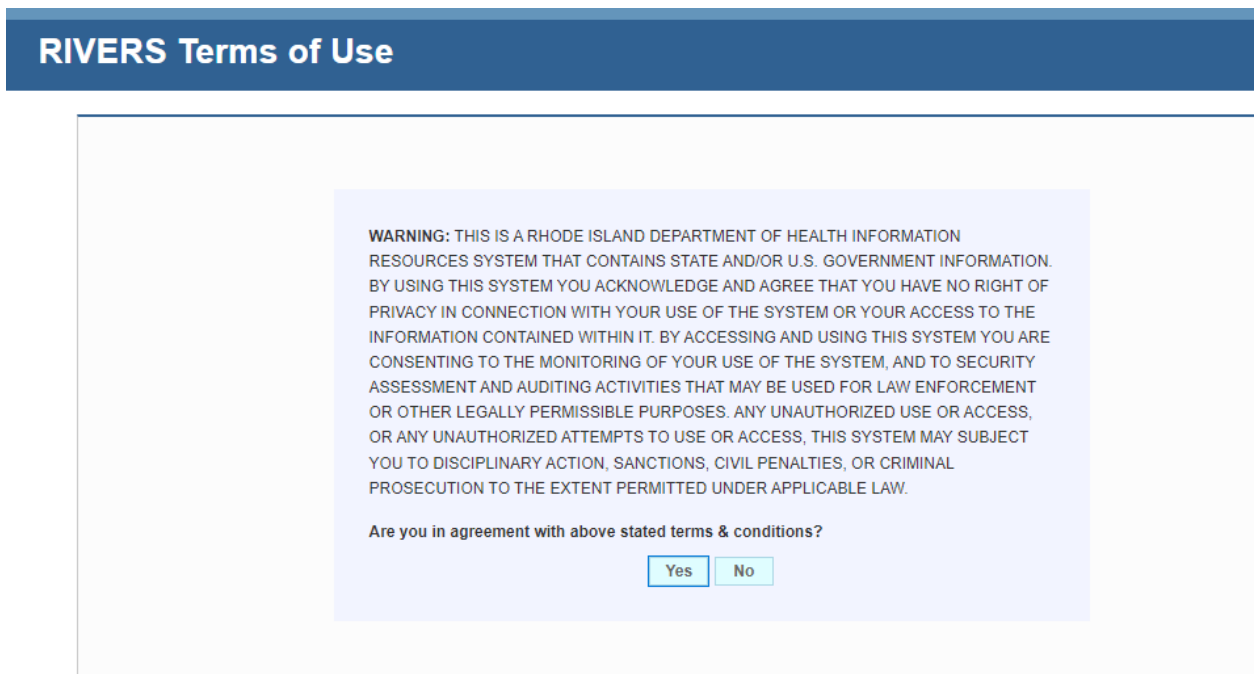 RIVERS Terms of Use
WARNING: THIS IS A RHODE ISLAND DEPARTMENT OF HEALTH INFORMATION
RESOURCES SYSTEM THAT CONTAINS STATE AND/OR U.S. GOVERNMENT INFORMATION.
BY USING THIS SYSTEM YOU ACKNOWLEDGE AND AGREE THAT YOU HAVE NO RIGHT OF
PRIVACY IN CONNECTION WITH YOUR USE OF THE SYSTEM OR YOUR ACCESS TO THE
INFORMATION CONTAINED WITHIN IT. BY ACCESSING AND USING THIS SYSTEM YOU ARE
CONSENTING TO THE MONITORING OF YOUR USE OF THE SYSTEM, AND TO SECURITY
ASSESSMENT AND AUDITING ACTIVITIES THAT MAY BE USED FOR LAW ENFORCEMENT
OR OTHER LEGALLY PERMISSIBLE PURPOSES. ANY UNAUTHORIZED USE OR ACCESS,
OR ANY UNAUTHORIZED ATTEMPTS TO USE OR ACCESS, THIS SYSTEM MAY SUBJECT
YOU TO DISCIPLINARY ACTION, SANCTIONS, CIVIL PENALTIES, OR CRIMINAL
PROSECUTION TO THE EXTENT PERMITTED UNDER APPLICABLE LAW.
Are you in agreement with above stated terms & conditions?
Yes No